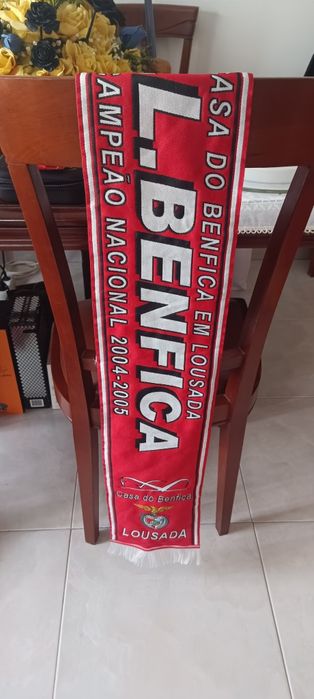 ASA DO BENFICA EM LOUSADA
L.BENFICA
CAMPEÃO NACIONAL 2004-2005
Casa do Benfica
LOUSADA